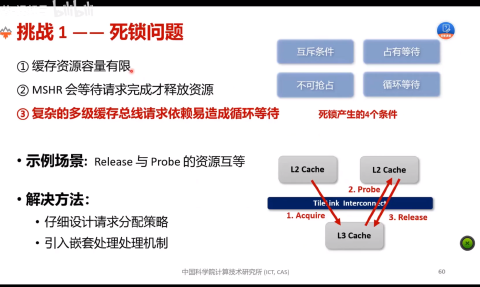 挑战 1 —— 死锁问题
① 缓存资源容量有限
② MSHR 会等待请求完成才释放资源
③ 复杂的多级缓存总线请求依赖易造成循环等待
互斥条件
占有等待
不可抢占
循环等待
死锁产生的4个条件
• 示例场景: Release 与 Probe 的资源互等
• 解决方法:
• 仔细设计请求分配策略
• 引入嵌套处理处理机制
L2 Cache
L2 Cache
2. Probe
TileLink Interconnect
1. Acquire
3. Release
L3 Cache
中国科学院计算技术研究所 (ICT, CAS)
60